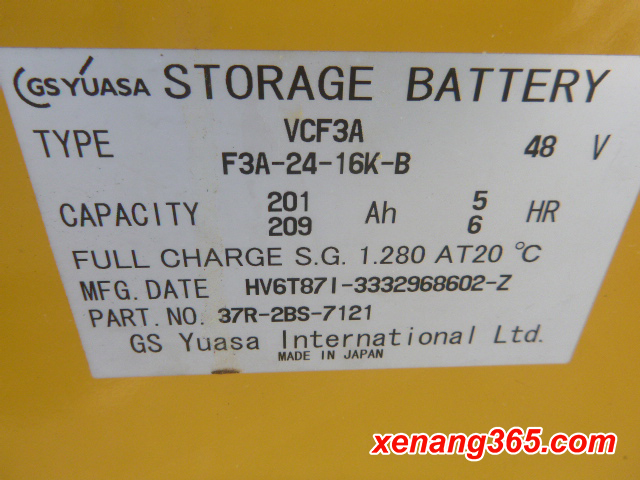 GS YUASA STORAGE BATTERY
TYPE VCF3A 48 V
F3A-24-16K-B
CAPACITY 201 Ah 5 HR
209 6
FULL CHARGE S.G. 1.280 AT20 °C
MFG. DATE HV6T871-3332968602-Z
PART. NO. 37R-2BS-7121
GS Yuasa International Ltd.
MADE IN JAPAN
xenang365.com